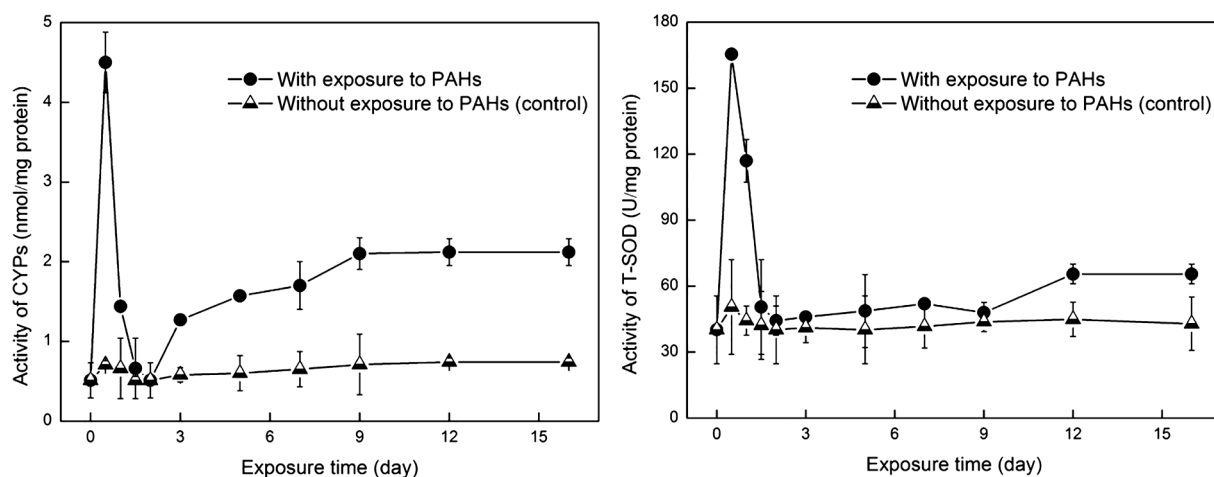 5
4
3
2
1
0
Activity of CYPs (nmol/mg protein)
With exposure to PAHs
Without exposure to PAHs (control)
0 3 6 9 12 15
Exposure time (day)
180
150
120
90
60
30
0
Activity of T-SOD (U/mg protein)
With exposure to PAHs
Without exposure to PAHs (control)
0 3 6 9 12 15
Exposure time (day)